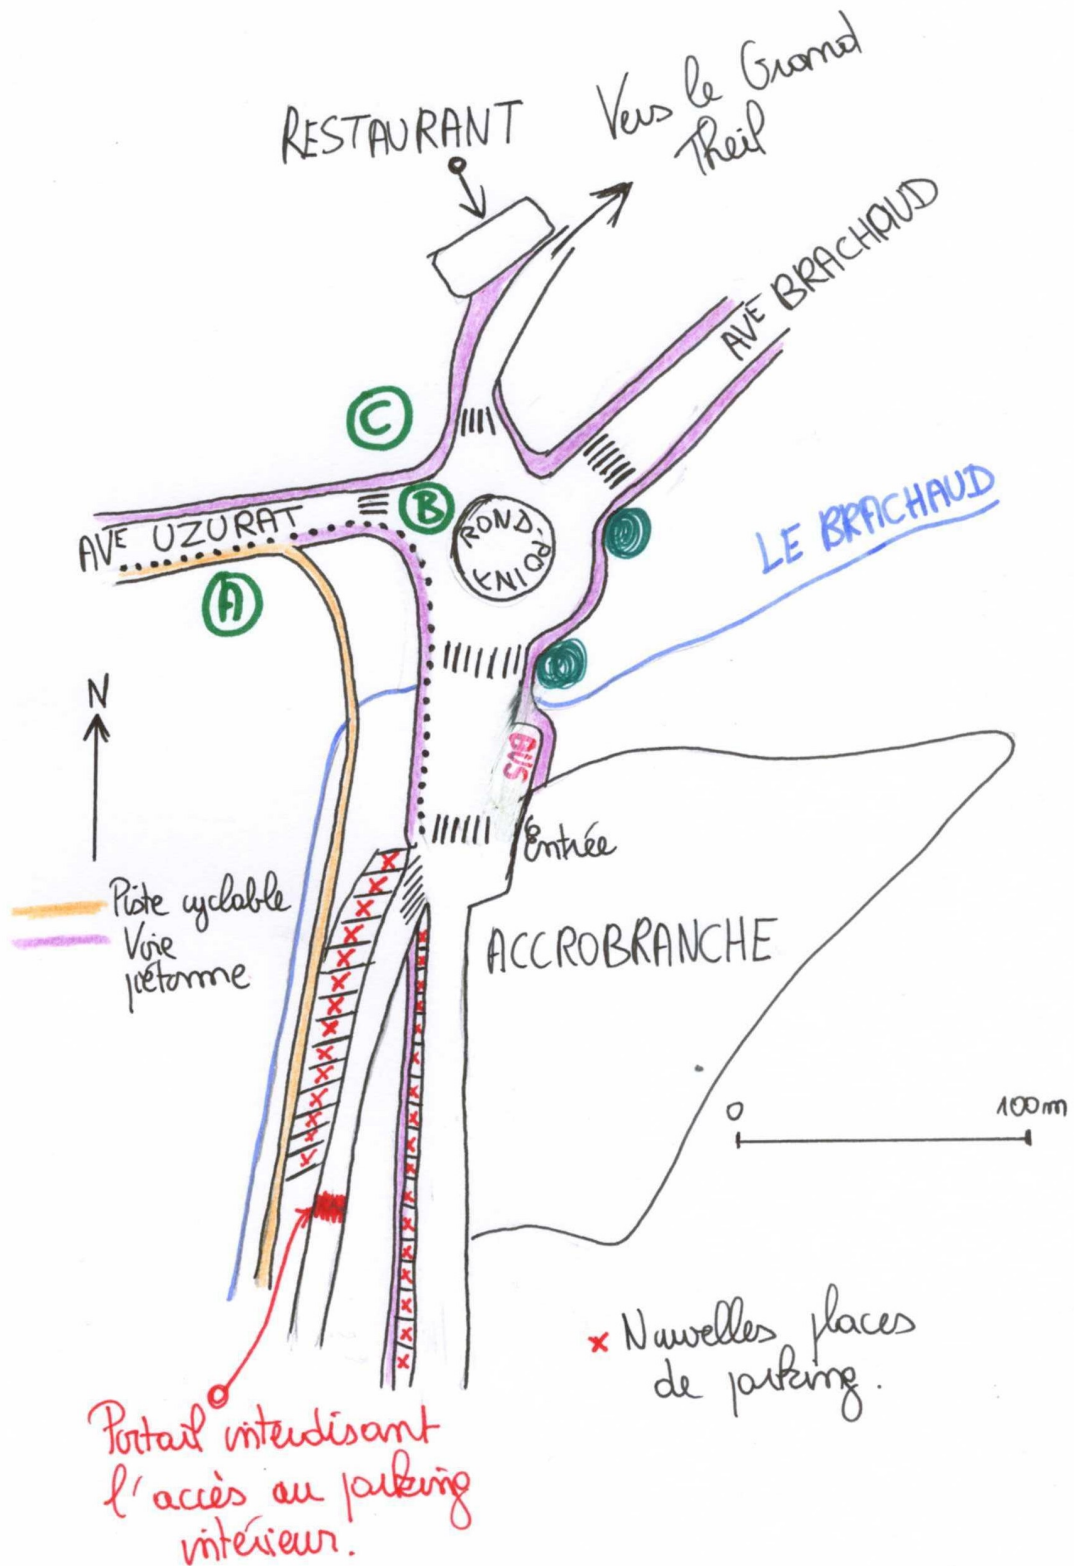 RESTAURANT
Vers le Grand
Theil
AVE BRACHAUD
C
B
AVE UZURAT
ROND-POINT
LE BRACHAUD
A
N
BUS
Entrée
Piste cyclable
Voie
piétonne
ACCROBRANCHE
0 100m
x Nouvelles places
de parking.
Portail interdisant
l'accès au parking
intérieur.